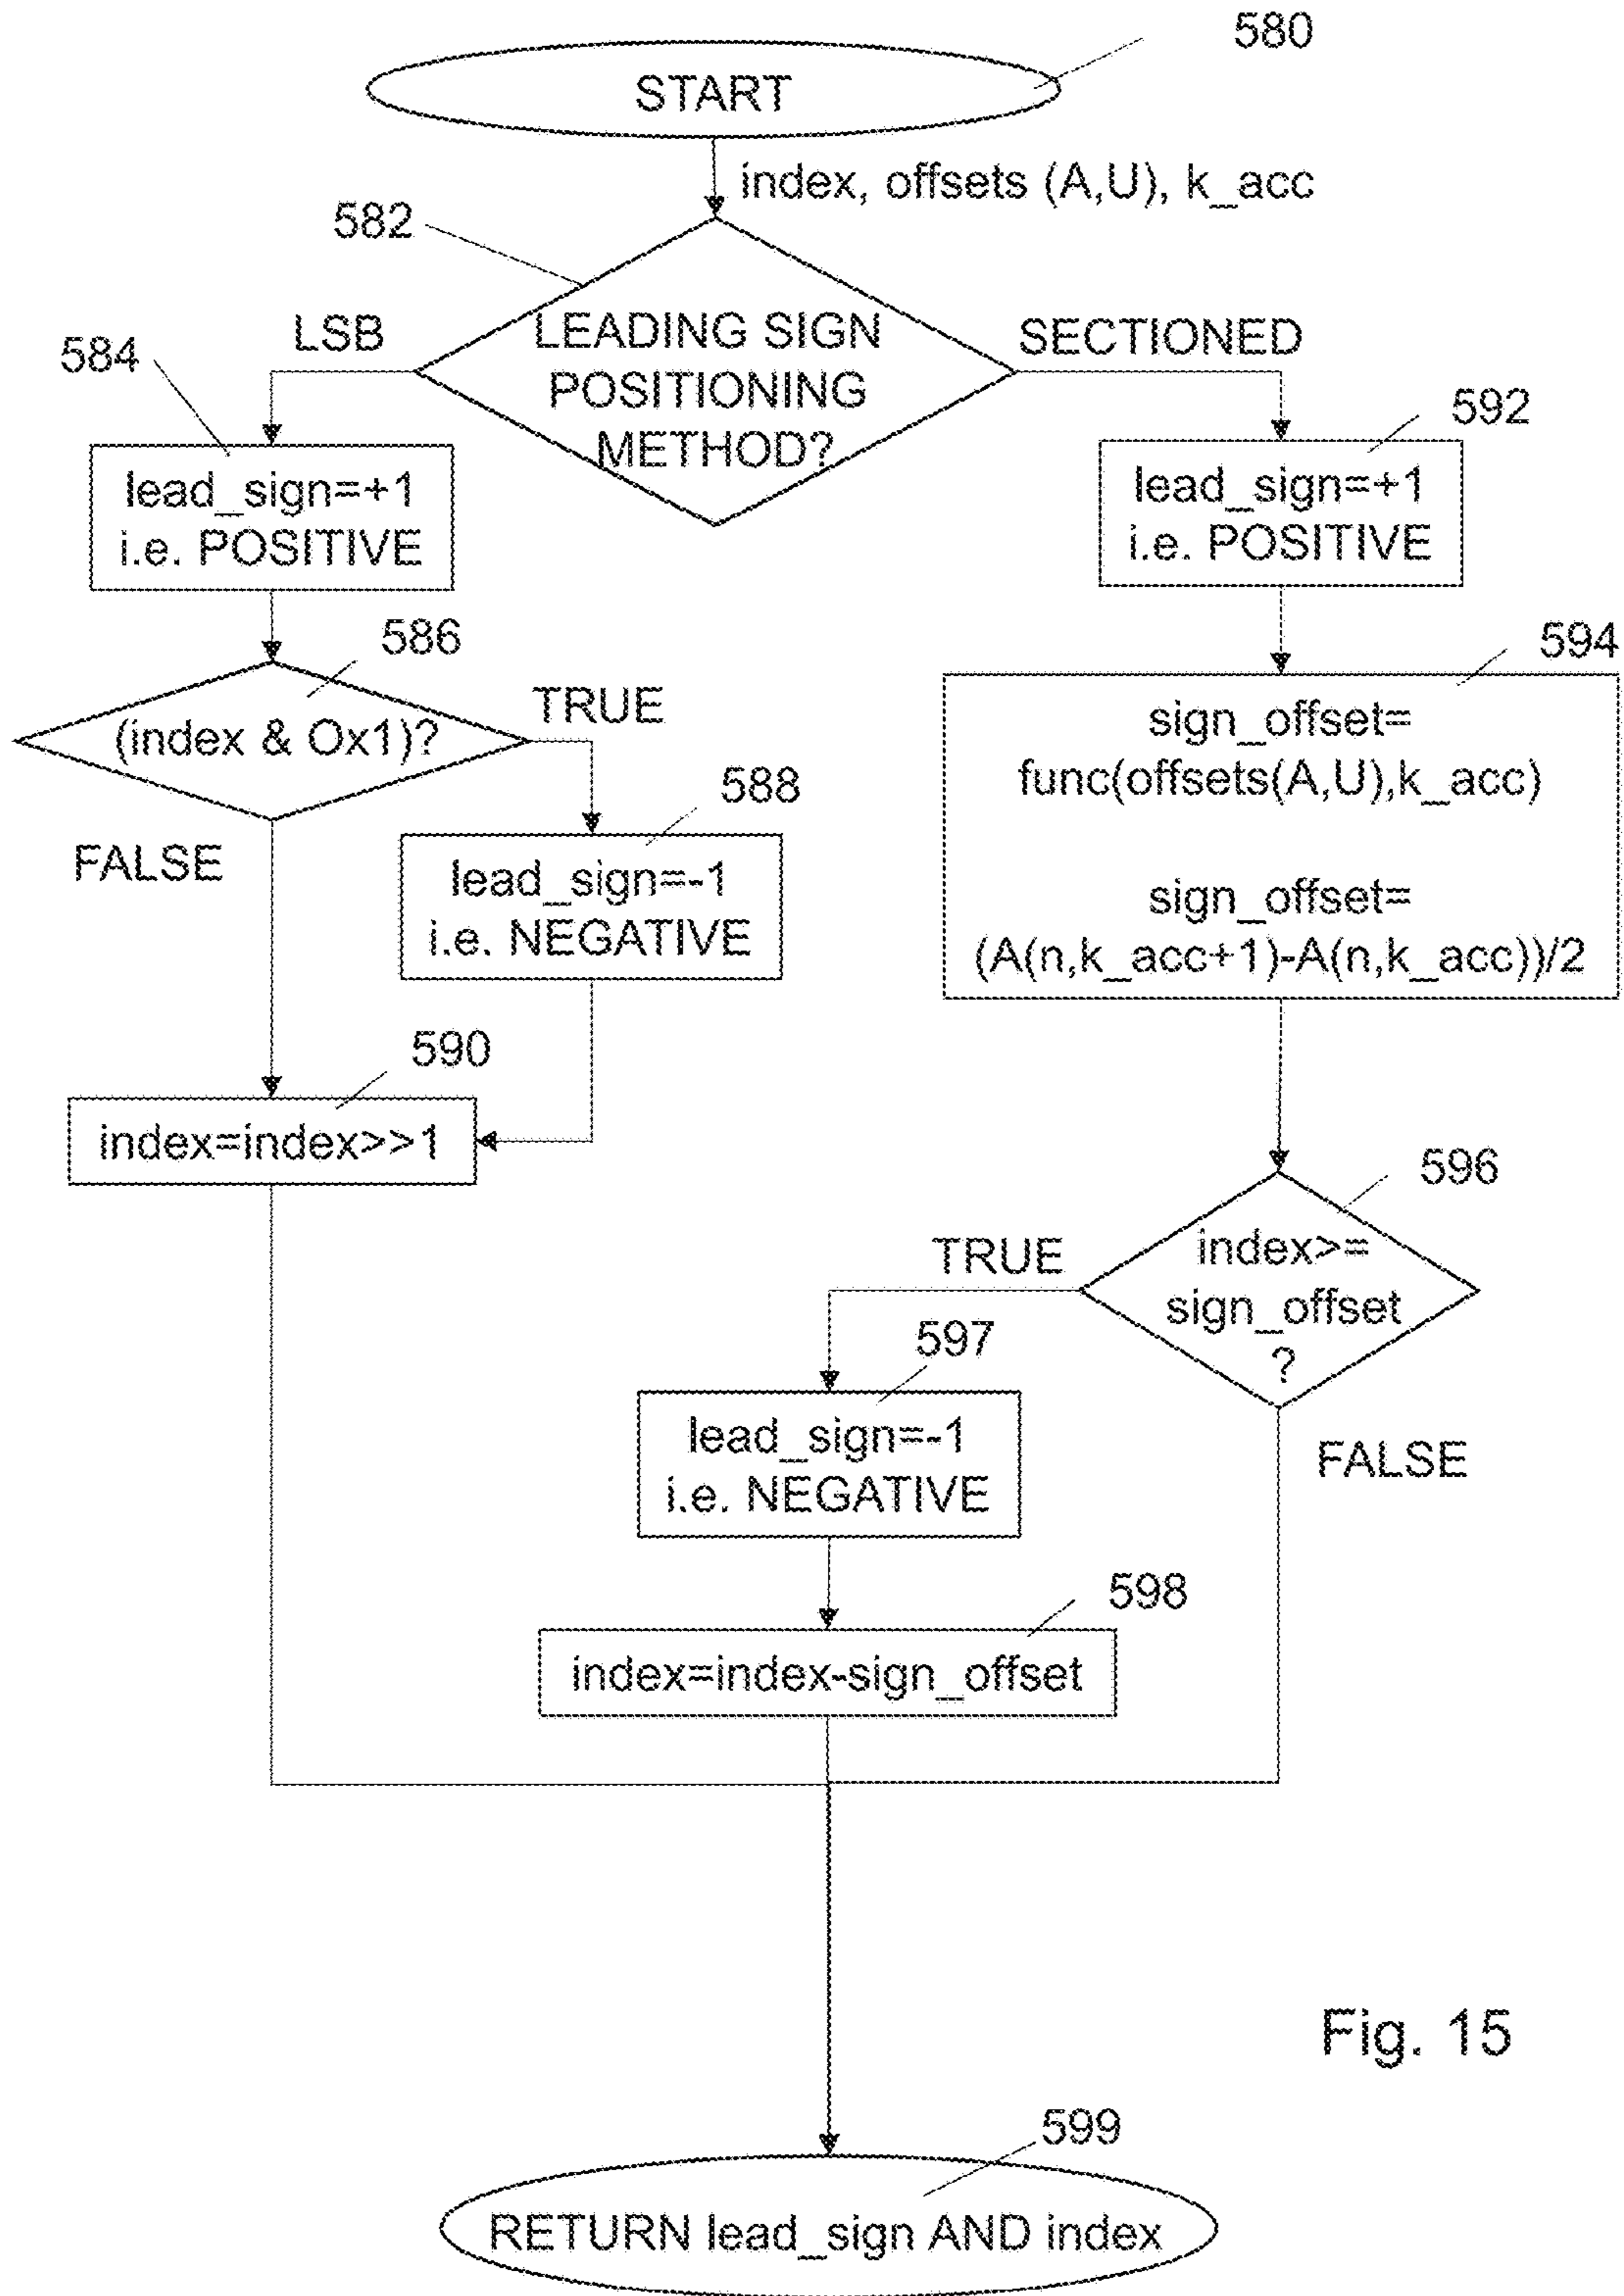 580
START
index, offsets (A,U), k_acc
582
LEADING SIGN
POSITIONING
METHOD?
LSB
SECTIONED
584
lead_sign=+1
i.e. POSITIVE
586
(index & Ox1)?
TRUE
588
lead_sign=-1
i.e. NEGATIVE
FALSE
590
index=index>>1
592
lead_sign=+1
i.e. POSITIVE
594
sign_offset=
func(offsets(A,U),k_acc)
sign_offset=
(A(n,k_acc+1)-A(n,k_acc))/2
596
index>=
sign_offset
?
TRUE
597
lead_sign=-1
i.e. NEGATIVE
FALSE
598
index=index-sign_offset
Fig. 15
599
RETURN lead_sign AND index